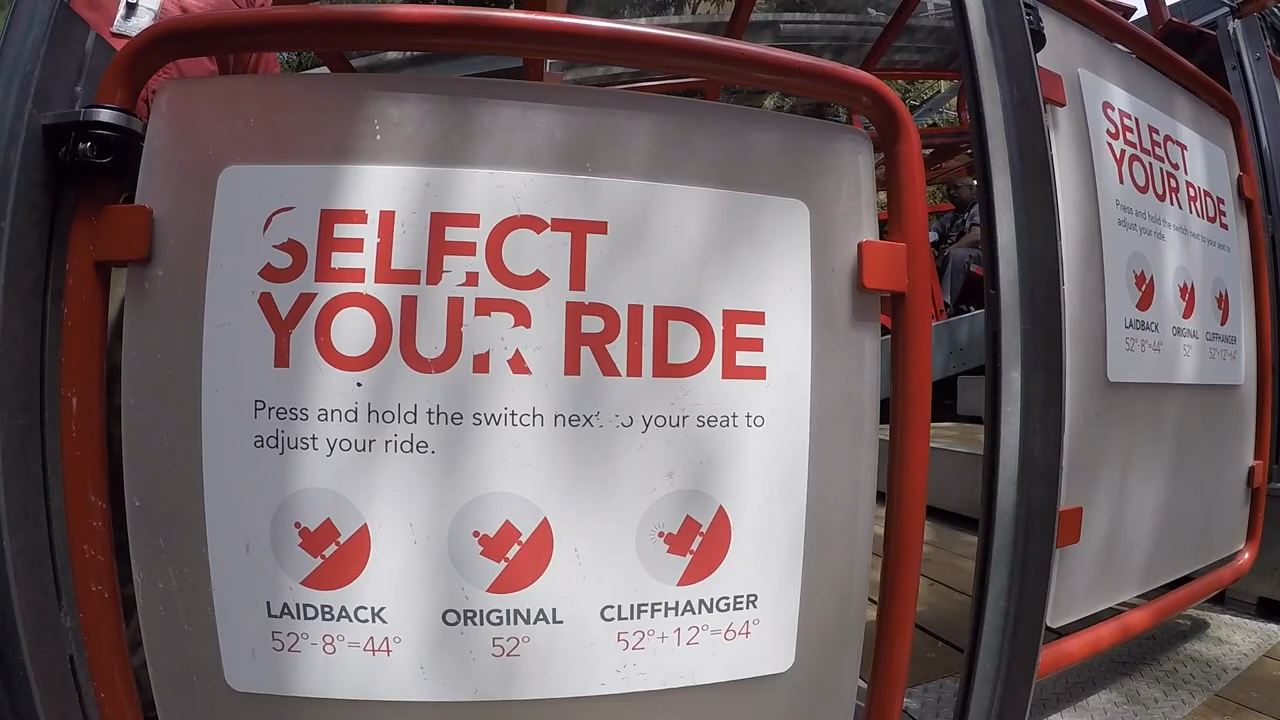 SELECT
YOUR RIDE
Press and hold the switch next to your seat to
adjust your ride.
LAIDBACK
52°-8°=44°
ORIGINAL
52°
CLIFFHANGER
52°+12°=64°
SELECT
YOUR RIDE
Press and hold the switch next to your seat to
adjust your ride.
LAIDBACK
52°-8°=44°
ORIGINAL
52°
CLIFFHANGER
52°+12°=64°